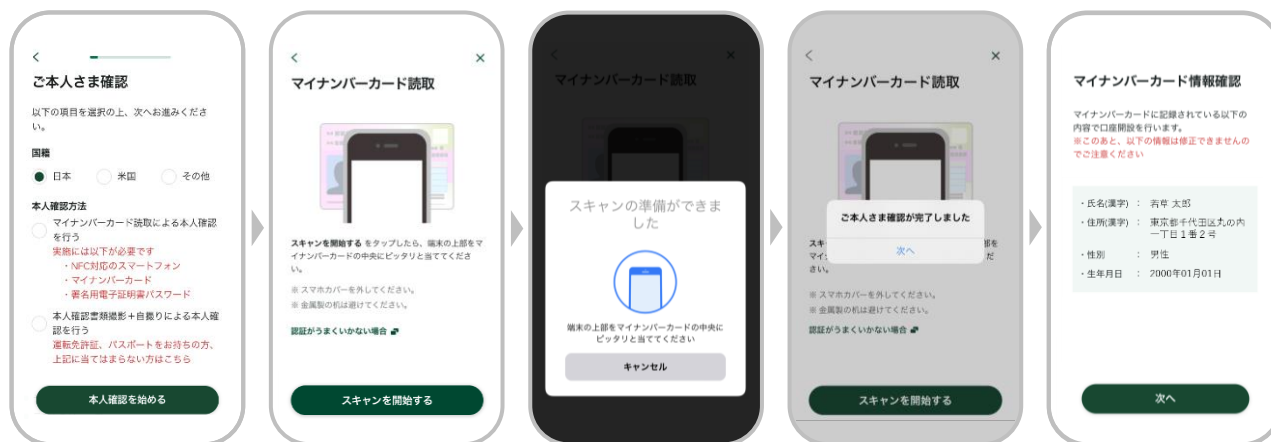 ご本人さま確認
以下の項目を選択の上、次へお進みくださ
い。
国籍
日本 米国 その他
本人確認方法
マイナンバーカード読取による本人確認
を行う
実施には以下が必要です
・NFC対応のスマートフォン
・マイナンバーカード
・署名用電子証明書パスワード
本人確認書類撮影＋自撮りによる本人確
認を行う
運転免許証、パスポートをお持ちの方、
上記に当てはまらない方はこちら
本人確認を始める
マイナンバーカード読取
スキャンを開始する をタップしたら、端末の上部をマ
イナンバーカードの中央にピッタリと当ててくださ
い。
※ スマホカバーを外してください。
※ 金属製の机は避けてください。
認証がうまくいかない場合
スキャンを開始する
マイナンバーカード読取
スキャンの準備ができま
した
端末の上部をマイナンバーカードの中央に
ピッタリと当ててください
キャンセル
マイナンバーカード読取
ご本人さま確認が完了しました
次へ
スキ
部を
マイ
だ
さい。
※ スマホカバーを外してください。
※ 金属製の机は避けてください。
認証がうまくいかない場合
スキャンを開始する
マイナンバーカード情報確認
マイナンバーカードに記録されている以下の
内容で口座開設を行います。
※このあと、以下の情報は修正できませんの
でご注意ください
・氏名(漢字) ： 若草 太郎
・住所(漢字) ： 東京都千代田区丸の内
一丁目１番２号
・性別 ： 男性
・生年月日 ： 2000年01月01日
次へ